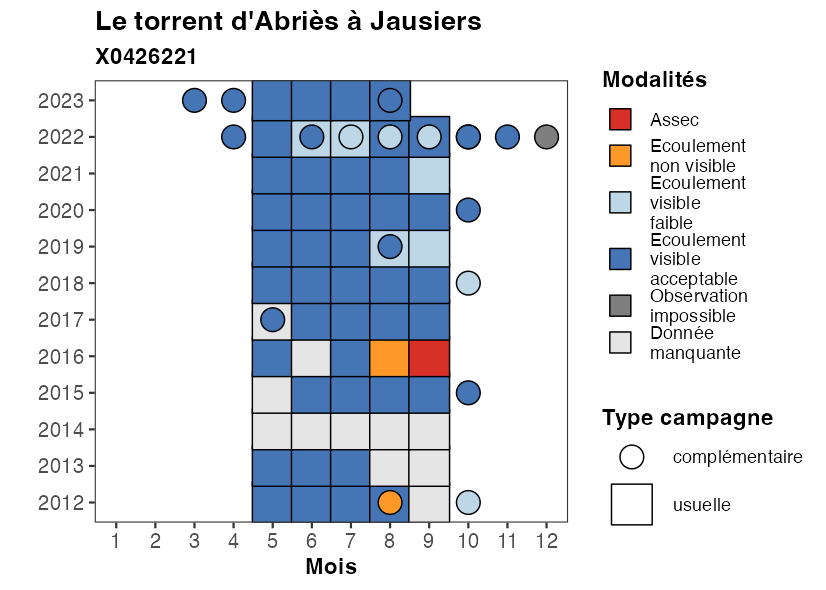 Le torrent d'Abriès à Jausiers
X0426221
2023
2022
2021
2020
2019
2018
2017
2016
2015
2014
2013
2012
1 2 3 4 5 6 7 8 9 10 11 12
Mois
Modalités
Assec
Ecoulement
non visible
Ecoulement
visible
faible
Ecoulement
visible
acceptable
Observation
impossible
Donnée
manquante
Type campagne
complémentaire
usuelle